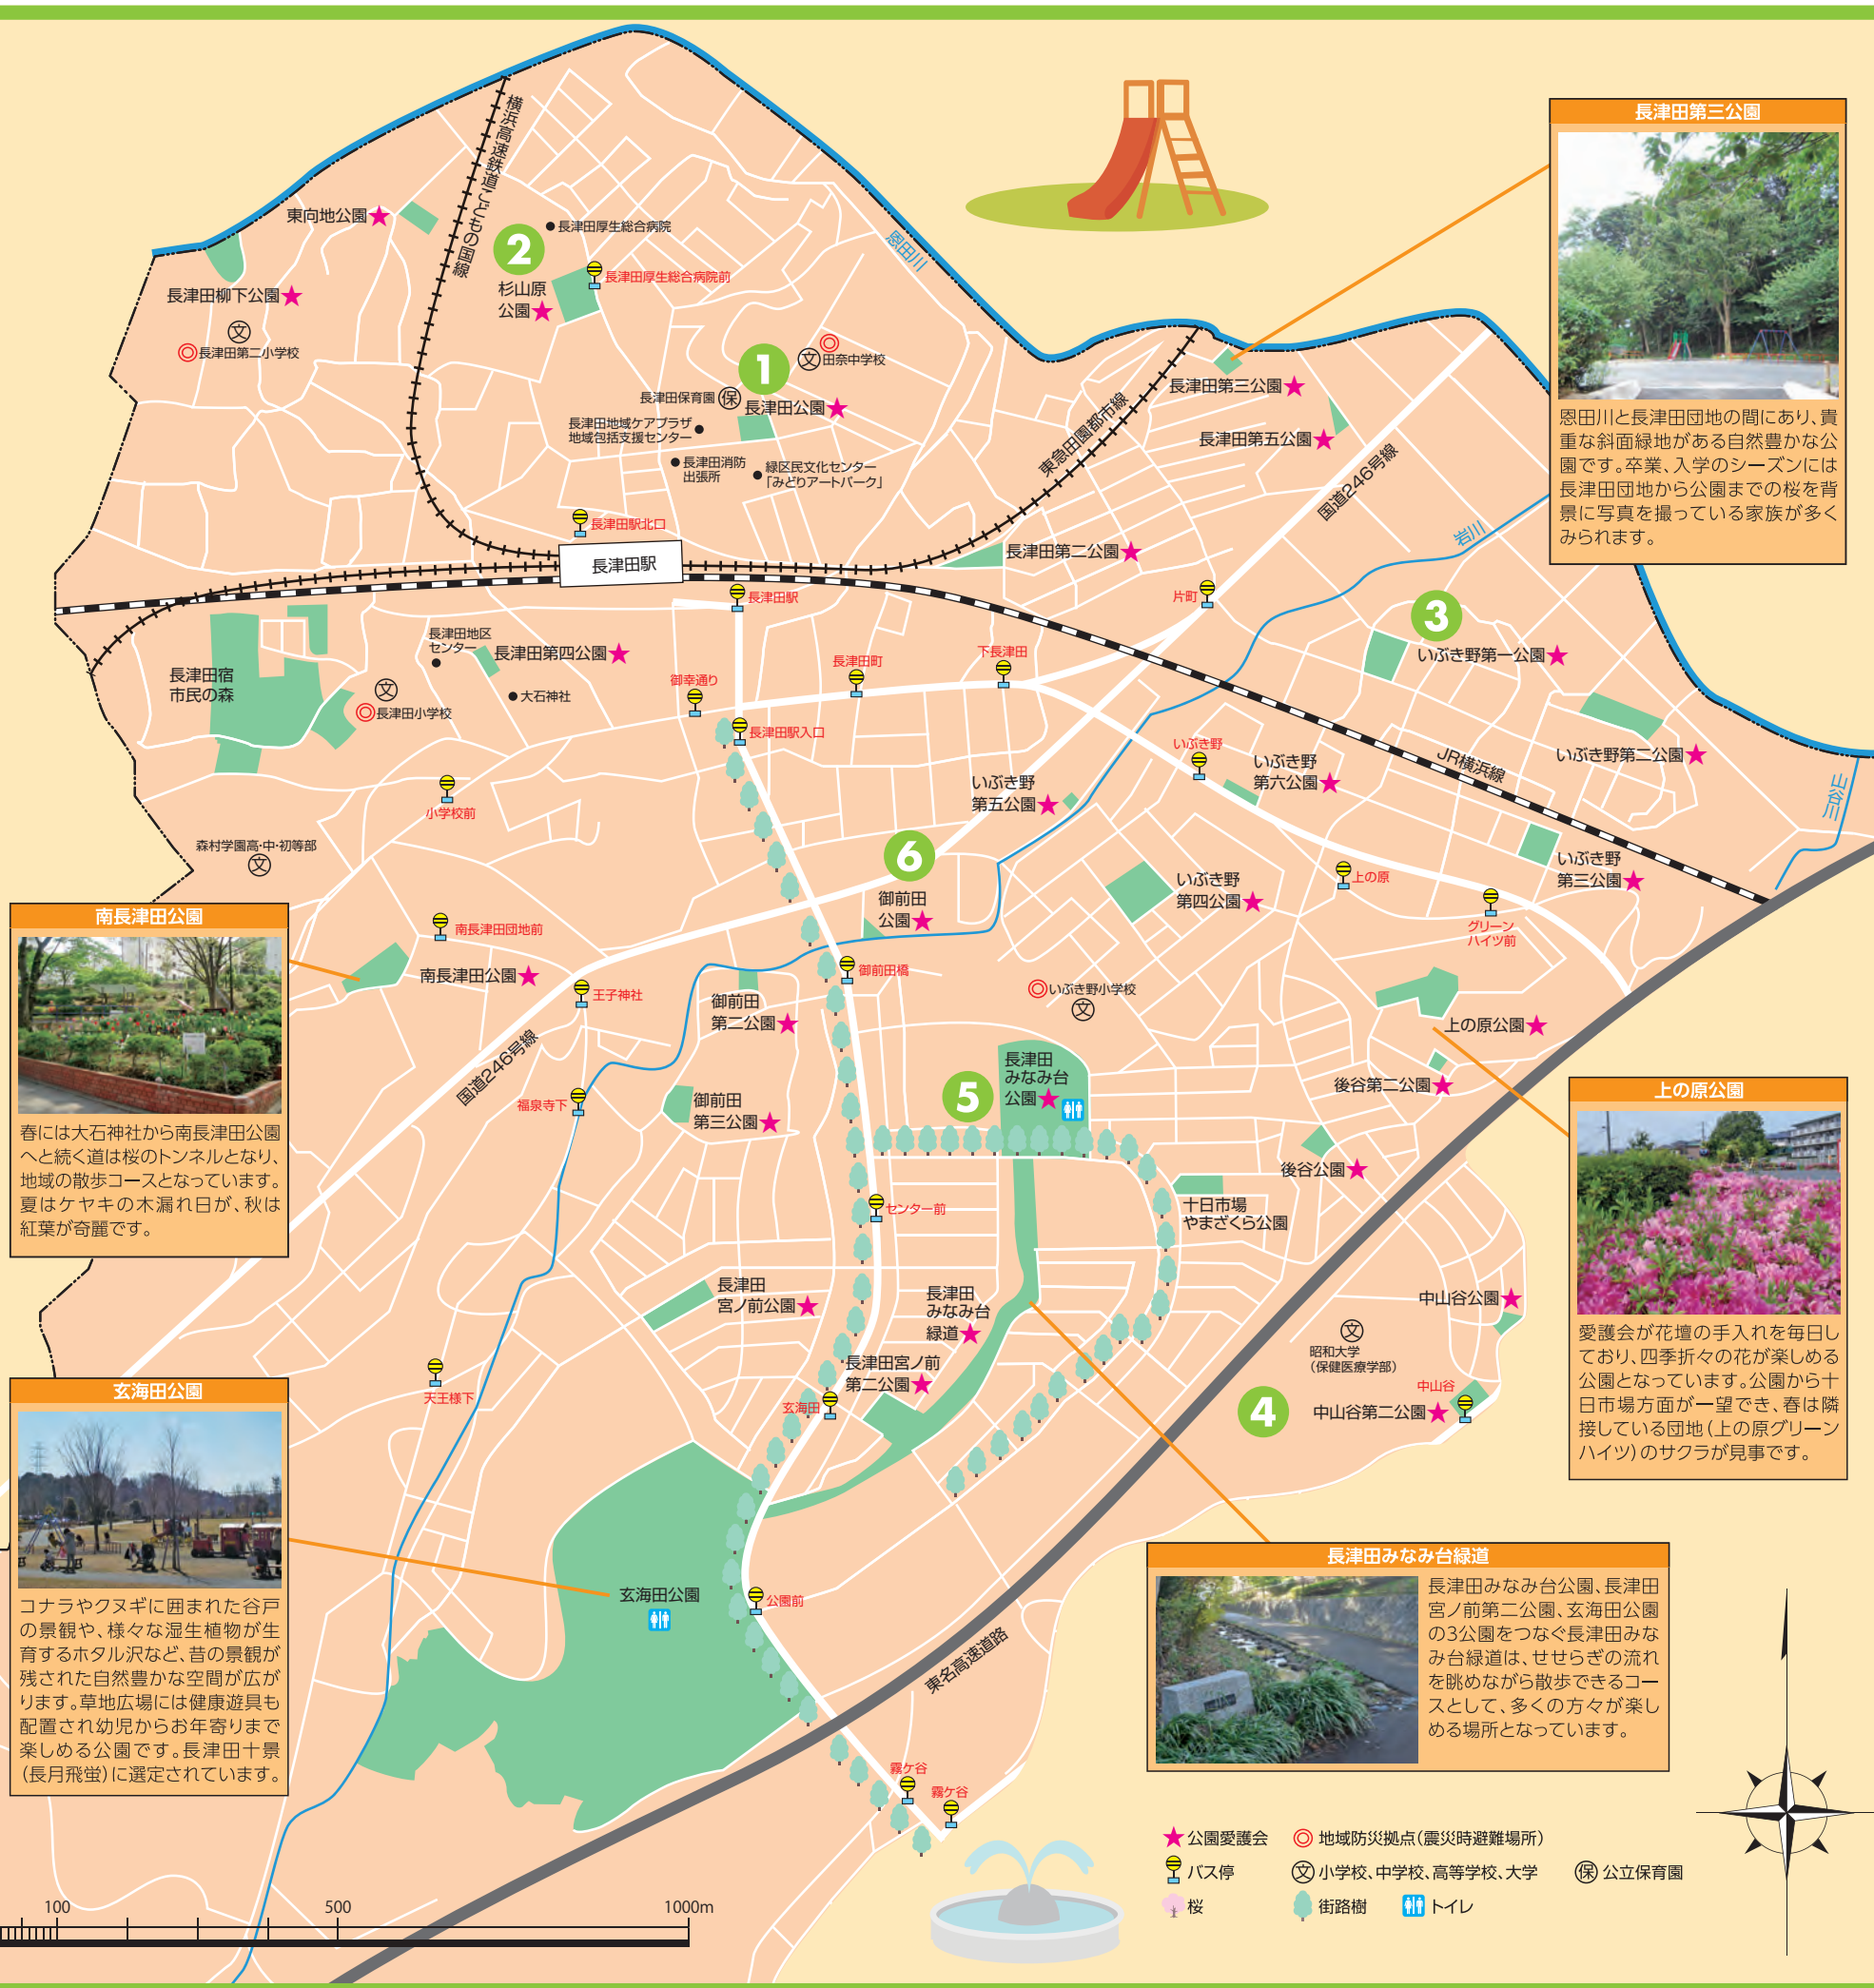 横浜高速鉄道こどもの国線
東向地公園
2
長津田厚生総合病院
長津田厚生総合病院前
杉山原
公園
恩田川
長津田柳下公園
文
長津田第二小学校
1
文
田奈中学校
長津田保育園
保
長津田公園
長津田地域ケアプラザ
地域包括支援センター
長津田消防
出張所
緑区民文化センター
「みどりアートパーク」
長津田駅北口
長津田駅
東急田園都市線
長津田第三公園
長津田第五公園
国道246号線
岩川
長津田第二公園
長津田第三公園
恩田川と長津田団地の間にあり、貴
重な斜面緑地がある自然豊かな公
園です。卒業、入学のシーズンには
長津田団地から公園までの桜を背
景に写真を撮っている家族が多く
みられます。
長津田駅
片町
3
いぶき野第一公園
長津田宿
市民の森
長津田地区
センター
長津田第四公園
大石神社
文
長津田小学校
御幸通り
長津田町
下長津田
長津田駅入口
いぶき野
いぶき野
第六公園
JR横浜線
いぶき野第二公園
山谷川
小学校前
いぶき野
第五公園
森村学園高・中・初等部
文
6
御前田
公園
いぶき野
第四公園
上の原
いぶき野
第三公園
グリーン
ハイツ前
南長津田公園
春には大石神社から南長津田公園
へと続く道は桜のトンネルとなり、
地域の散歩コースとなっています。
夏はケヤキの木漏れ日が、秋は
紅葉が奇麗です。
南長津田団地前
南長津田公園
王子神社
御前田橋
御前田
第二公園
いぶき野小学校
文
上の原公園
国道246号線
福泉寺下
御前田
第三公園
5
長津田
みなみ台
公園
後谷第二公園
後谷公園
十日市場
やまざくら公園
センター前
上の原公園
愛護会が花壇の手入れを毎日し
ており、四季折々の花が楽しめる
公園となっています。公園から十
日市場方面が一望でき、春は隣
接している団地（上の原グリーン
ハイツ）のサクラが見事です。
長津田
宮ノ前公園
長津田
みなみ台
緑道
中山谷公園
文
昭和大学
（保健医療学部）
長津田宮ノ前
第二公園
天王様下
玄海田
4
中山谷
中山谷第二公園
玄海田公園
コナラやクヌギに囲まれた谷戸
の景観や、様々な湿生植物が生
育するホタル沢など、昔の景観が
残された自然豊かな空間が広が
ります。草地広場には健康遊具も
配置され幼児からお年寄りまで
楽しめる公園です。長津田十景
（長月飛蛍）に選定されています。
玄海田公園
公園前
東名高速道路
長津田みなみ台緑道
長津田みなみ台公園、長津田
宮ノ前第二公園、玄海田公園
の3公園をつなぐ長津田みな
み台緑道は、せせらぎの流れ
を眺めながら散歩できるコー
スとして、多くの方々が楽し
める場所となっています。
霧ケ谷
霧ケ谷
公園愛護会
地域防災拠点（震災時避難場所）
バス停
文
小学校、中学校、高等学校、大学
保
公立保育園
桜
街路樹
トイレ
100
500
1000m